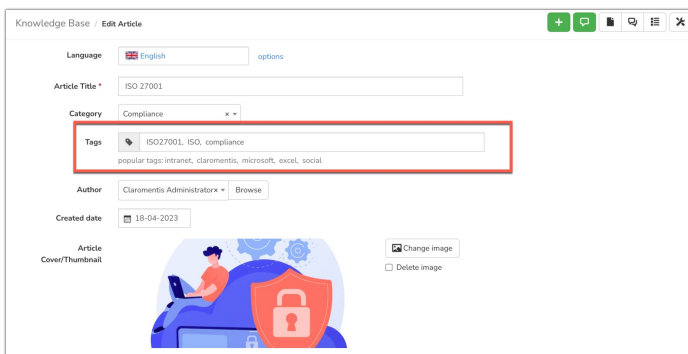 Knowledge Base / Edit Article
Language English options
Article Title * ISO 27001
Category Compliance
Tags ISO27001, ISO, compliance
popular tags: intranet, claromentis, microsoft, excel, social
Author Claromentis Administrator Browse
Created date 18-04-2023
Article Cover/Thumbnail Change image
Delete image